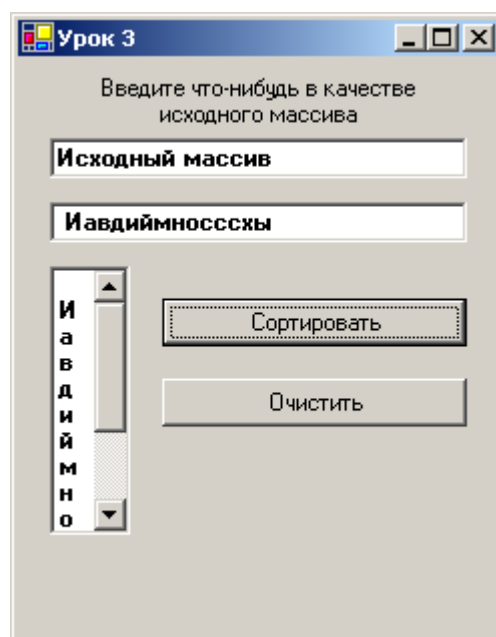 Урок 3
Введите что-нибудь в качестве
исходного массива
Исходный массив
Иавдиймносссхы
Сортировать
Очистить
И
а
в
д
и
й
м
н
о